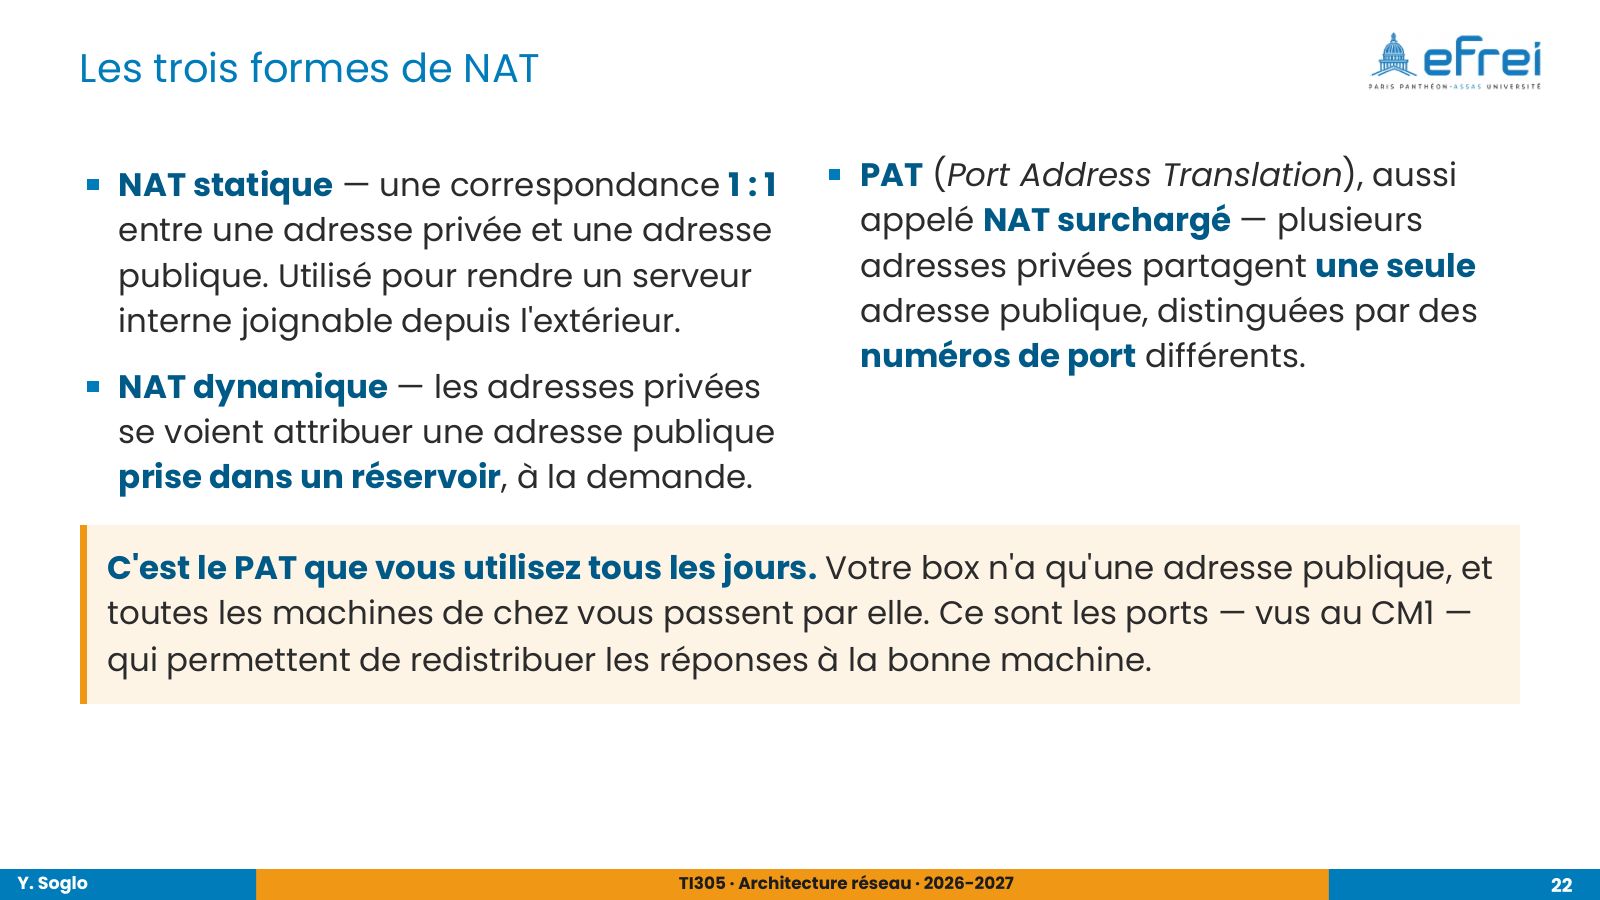 Les trois formes de NAT
efrei
PARIS PANTHÉON-ASSAS UNIVERSITÉ
NAT statique — une correspondance 1 : 1
entre une adresse privée et une adresse
publique. Utilisé pour rendre un serveur
interne joignable depuis l'extérieur.
NAT dynamique — les adresses privées
se voient attribuer une adresse publique
prise dans un réservoir, à la demande.
PAT (Port Address Translation), aussi
appelé NAT surchargé — plusieurs
adresses privées partagent une seule
adresse publique, distinguées par des
numéros de port différents.
C'est le PAT que vous utilisez tous les jours. Votre box n'a qu'une adresse publique, et
toutes les machines de chez vous passent par elle. Ce sont les ports — vus au CM1 —
qui permettent de redistribuer les réponses à la bonne machine.
Y. Soglo
TI305 · Architecture réseau · 2026-2027
22